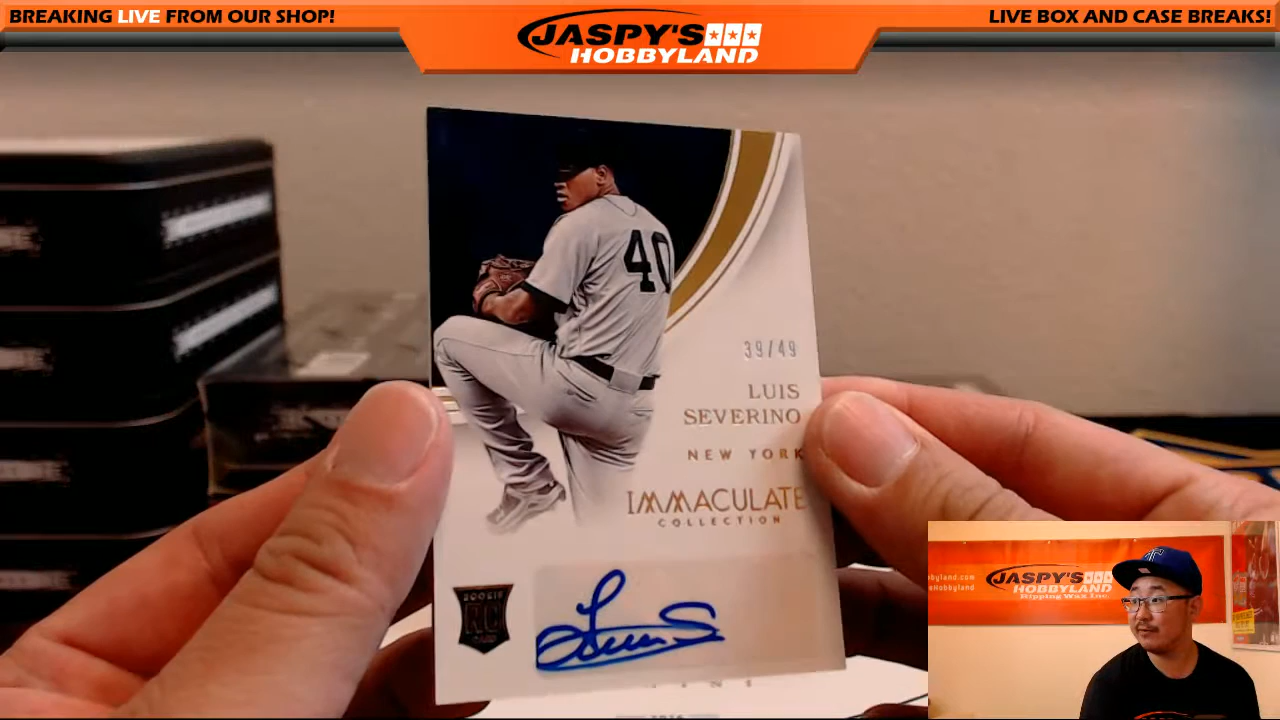 BREAKING LIVE FROM OUR SHOP!
JASPY'S
HOBBYLAND
LIVE BOX AND CASE BREAKS!
40
39/49
LUIS
SEVERINO
NEW YORK
IMMACULATE
COLLECTION
ROOKIE
RC
CARD
JASPY'S
HOBBYLAND
Ripping Wax Inc.